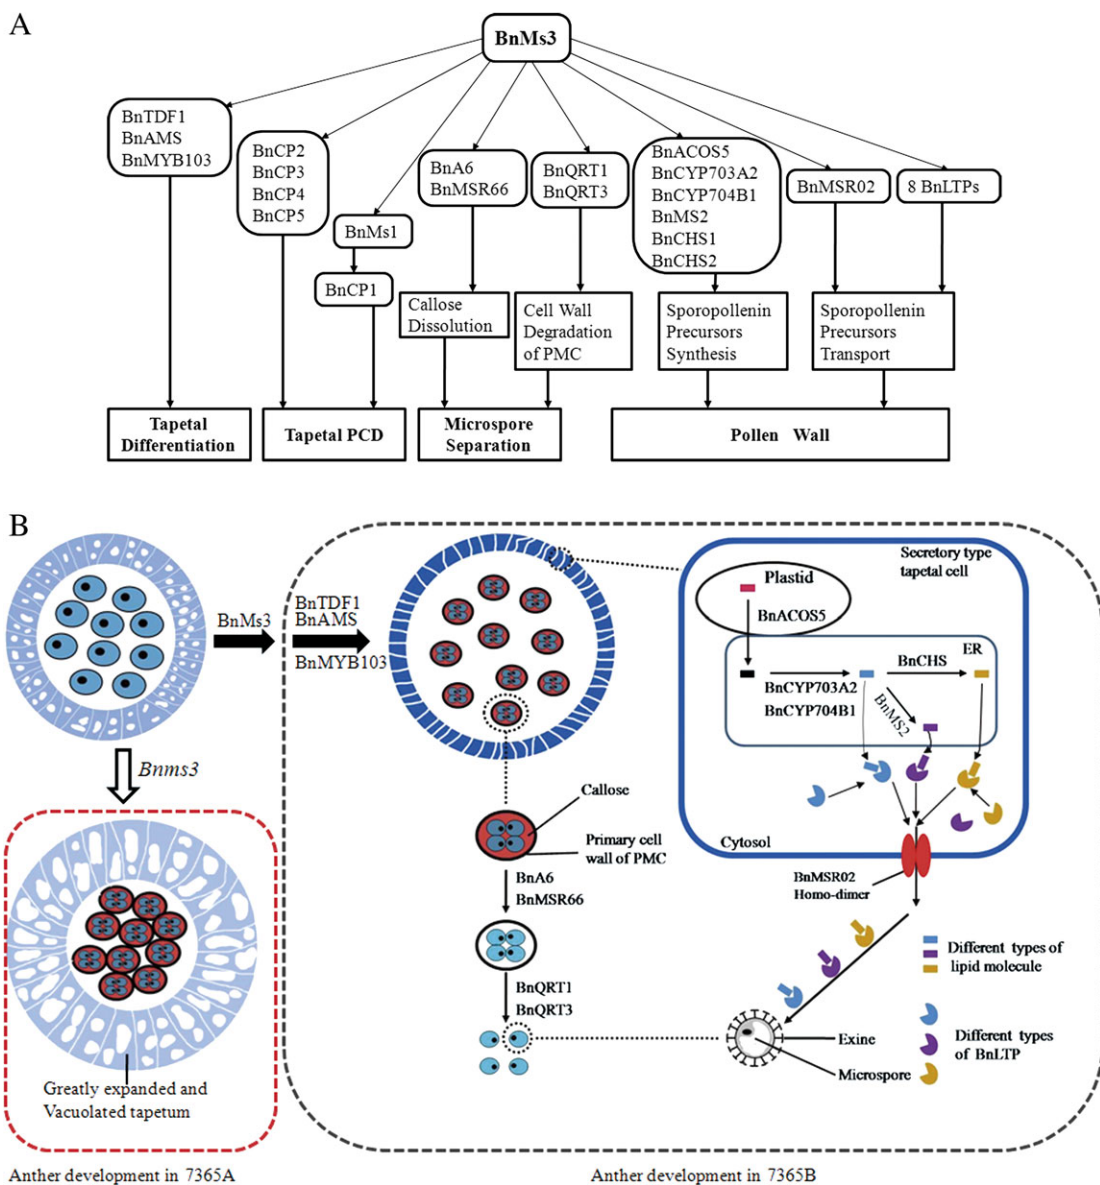 A
BnMs3
BnTDF1
BnAMS
BnMYB103
BnCP2
BnCP3
BnCP4
BnCP5
BnMs1
BnCP1
BnA6
BnMSR66
BnQRT1
BnQRT3
BnACOS5
BnCYP703A2
BnCYP704B1
BnMS2
BnCHS1
BnCHS2
BnMSR02
8 BnLTPs
Callose
Dissolution
Cell Wall
Degradation
of PMC
Sporopollenin
Precursors
Synthesis
Sporopollenin
Precursors
Transport
Tapetal
Differentiation
Tapetal PCD
Microspore
Separation
Pollen Wall
B
BnMs3
BnTDF1
BnAMS
BnMYB103
Bnms3
Greatly expanded and
Vacuolated tapetum
Anther development in 7365A
Secretory type
tapetal cell
Plastid
BnACOS5
ER
BnCHS
BnCYP703A2
BnCYP704B1
BnMS2
Cytosol
BnMSR02
Homo-dimer
Callose
Primary cell
wall of PMC
BnA6
BnMSR66
BnQRT1
BnQRT3
Exine
Microspore
Different types of
lipid molecule
Different types
of BnLTP
Anther development in 7365B